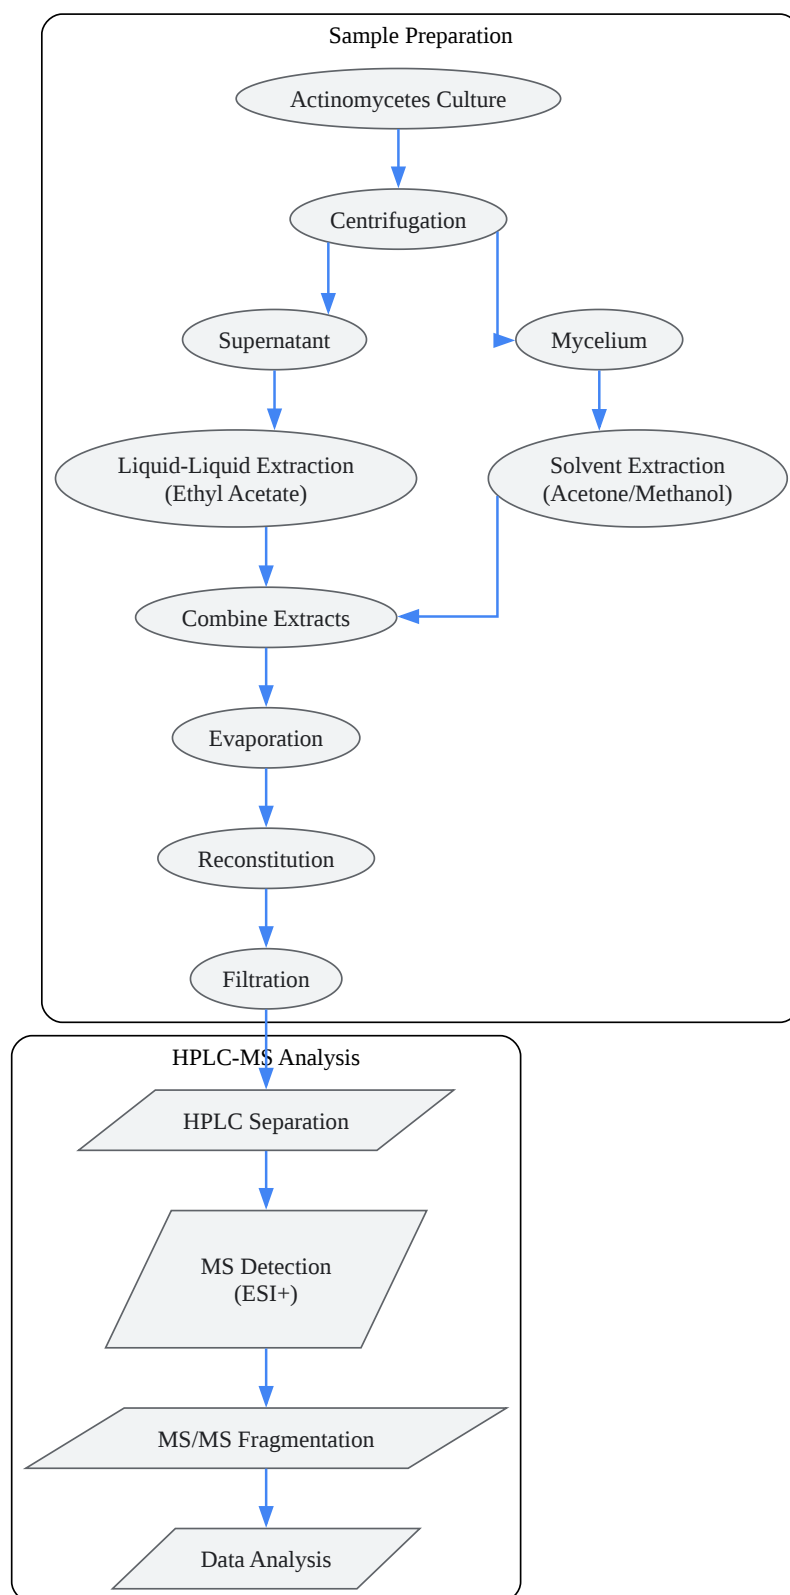 Sample Preparation
Actinomycetes Culture
Centrifugation
Supernatant
Mycelium
Liquid-Liquid Extraction
(Ethyl Acetate)
Solvent Extraction
(Acetone/Methanol)
Combine Extracts
Evaporation
Reconstitution
Filtration
HPLC-MS Analysis
HPLC Separation
MS Detection
(ESI+)
MS/MS Fragmentation
Data Analysis